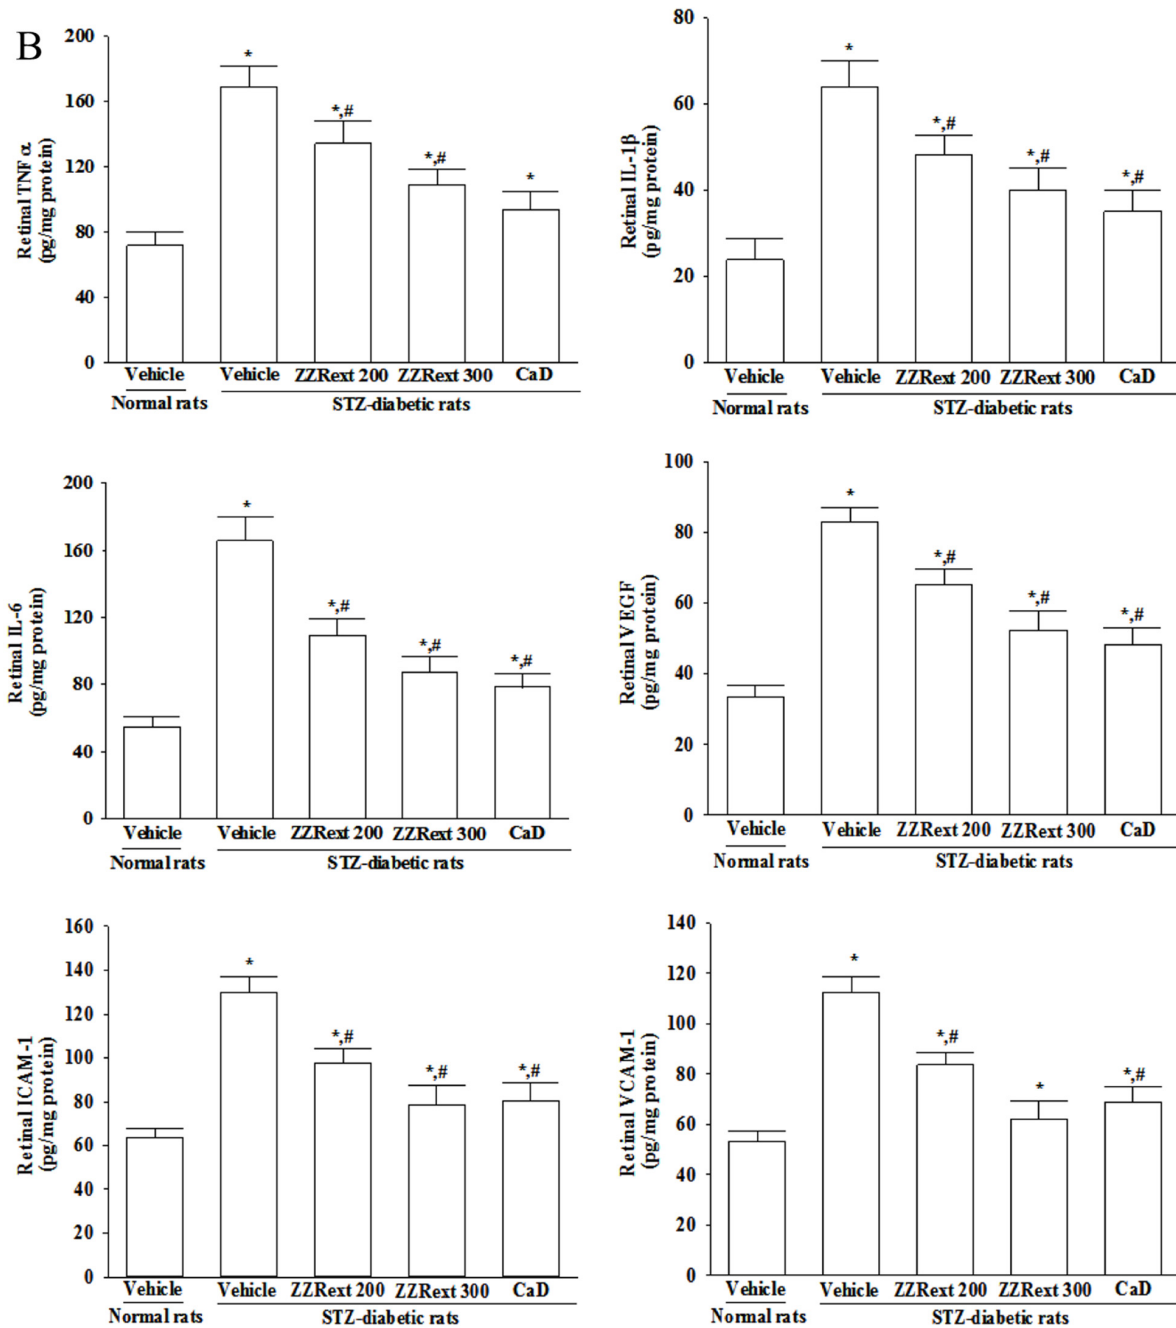 B
Retinal TNF α
(pg/mg protein)
200
160
120
80
40
0
*
*,#
*,#
*
Vehicle Vehicle ZZRext 200 ZZRext 300 CaD
Normal rats STZ-diabetic rats
Retinal IL-1β
(pg/mg protein)
80
60
40
20
0
*
*,#
*,#
*,#
Vehicle Vehicle ZZRext 200 ZZRext 300 CaD
Normal rats STZ-diabetic rats
Retinal IL-6
(pg/mg protein)
200
160
120
80
40
0
*
*,#
*,#
*,#
Vehicle Vehicle ZZRext 200 ZZRext 300 CaD
Normal rats STZ-diabetic rats
Retinal VEGF
(pg/mg protein)
100
80
60
40
20
0
*
*,#
*,#
*,#
Vehicle Vehicle ZZRext 200 ZZRext 300 CaD
Normal rats STZ-diabetic rats
Retinal ICAM-1
(pg/mg protein)
160
140
120
100
80
60
40
20
0
*
*,#
*,#
*,#
Vehicle Vehicle ZZRext 200 ZZRext 300 CaD
Normal rats STZ-diabetic rats
Retinal VCAM-1
(pg/mg protein)
140
120
100
80
60
40
20
0
*
*,#
*
*,#
Vehicle Vehicle ZZRext 200 ZZRext 300 CaD
Normal rats STZ-diabetic rats